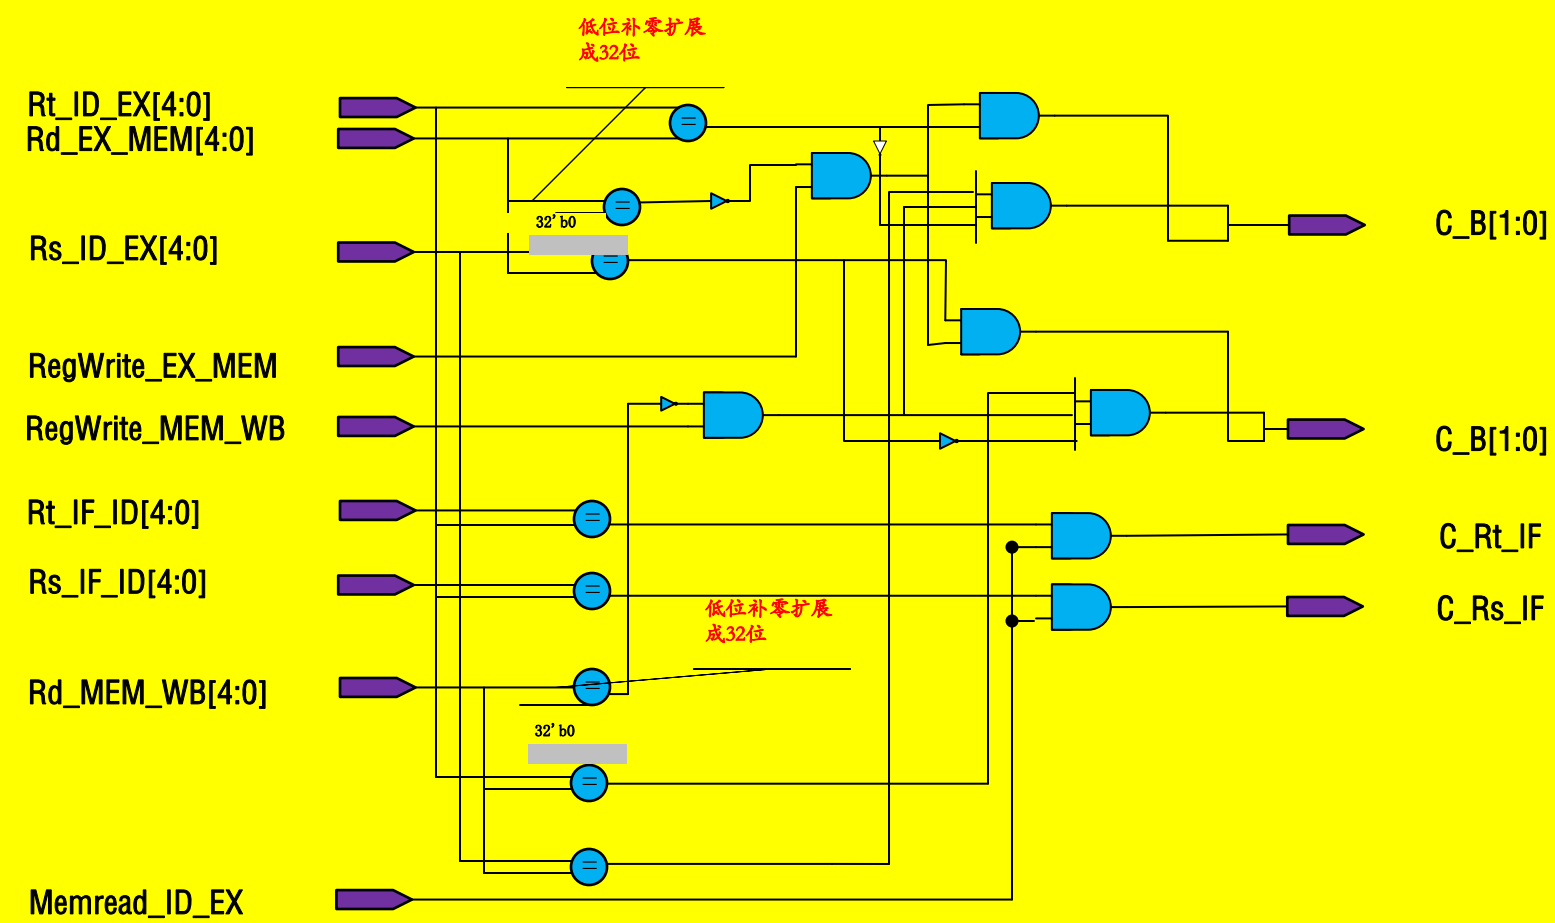 低位补零扩展
成32位
Rt_ID_EX[4:0]
Rd_EX_MEM[4:0]
=
=
32' b0
Rs_ID_EX[4:0]
=
C_B[1:0]
RegWrite_EX_MEM
RegWrite_MEM_WB
C_B[1:0]
Rt_IF_ID[4:0]
=
C_Rt_IF
Rs_IF_ID[4:0]
=
低位补零扩展
成32位
C_Rs_IF
Rd_MEM_WB[4:0]
=
32' b0
=
=
Memread_ID_EX